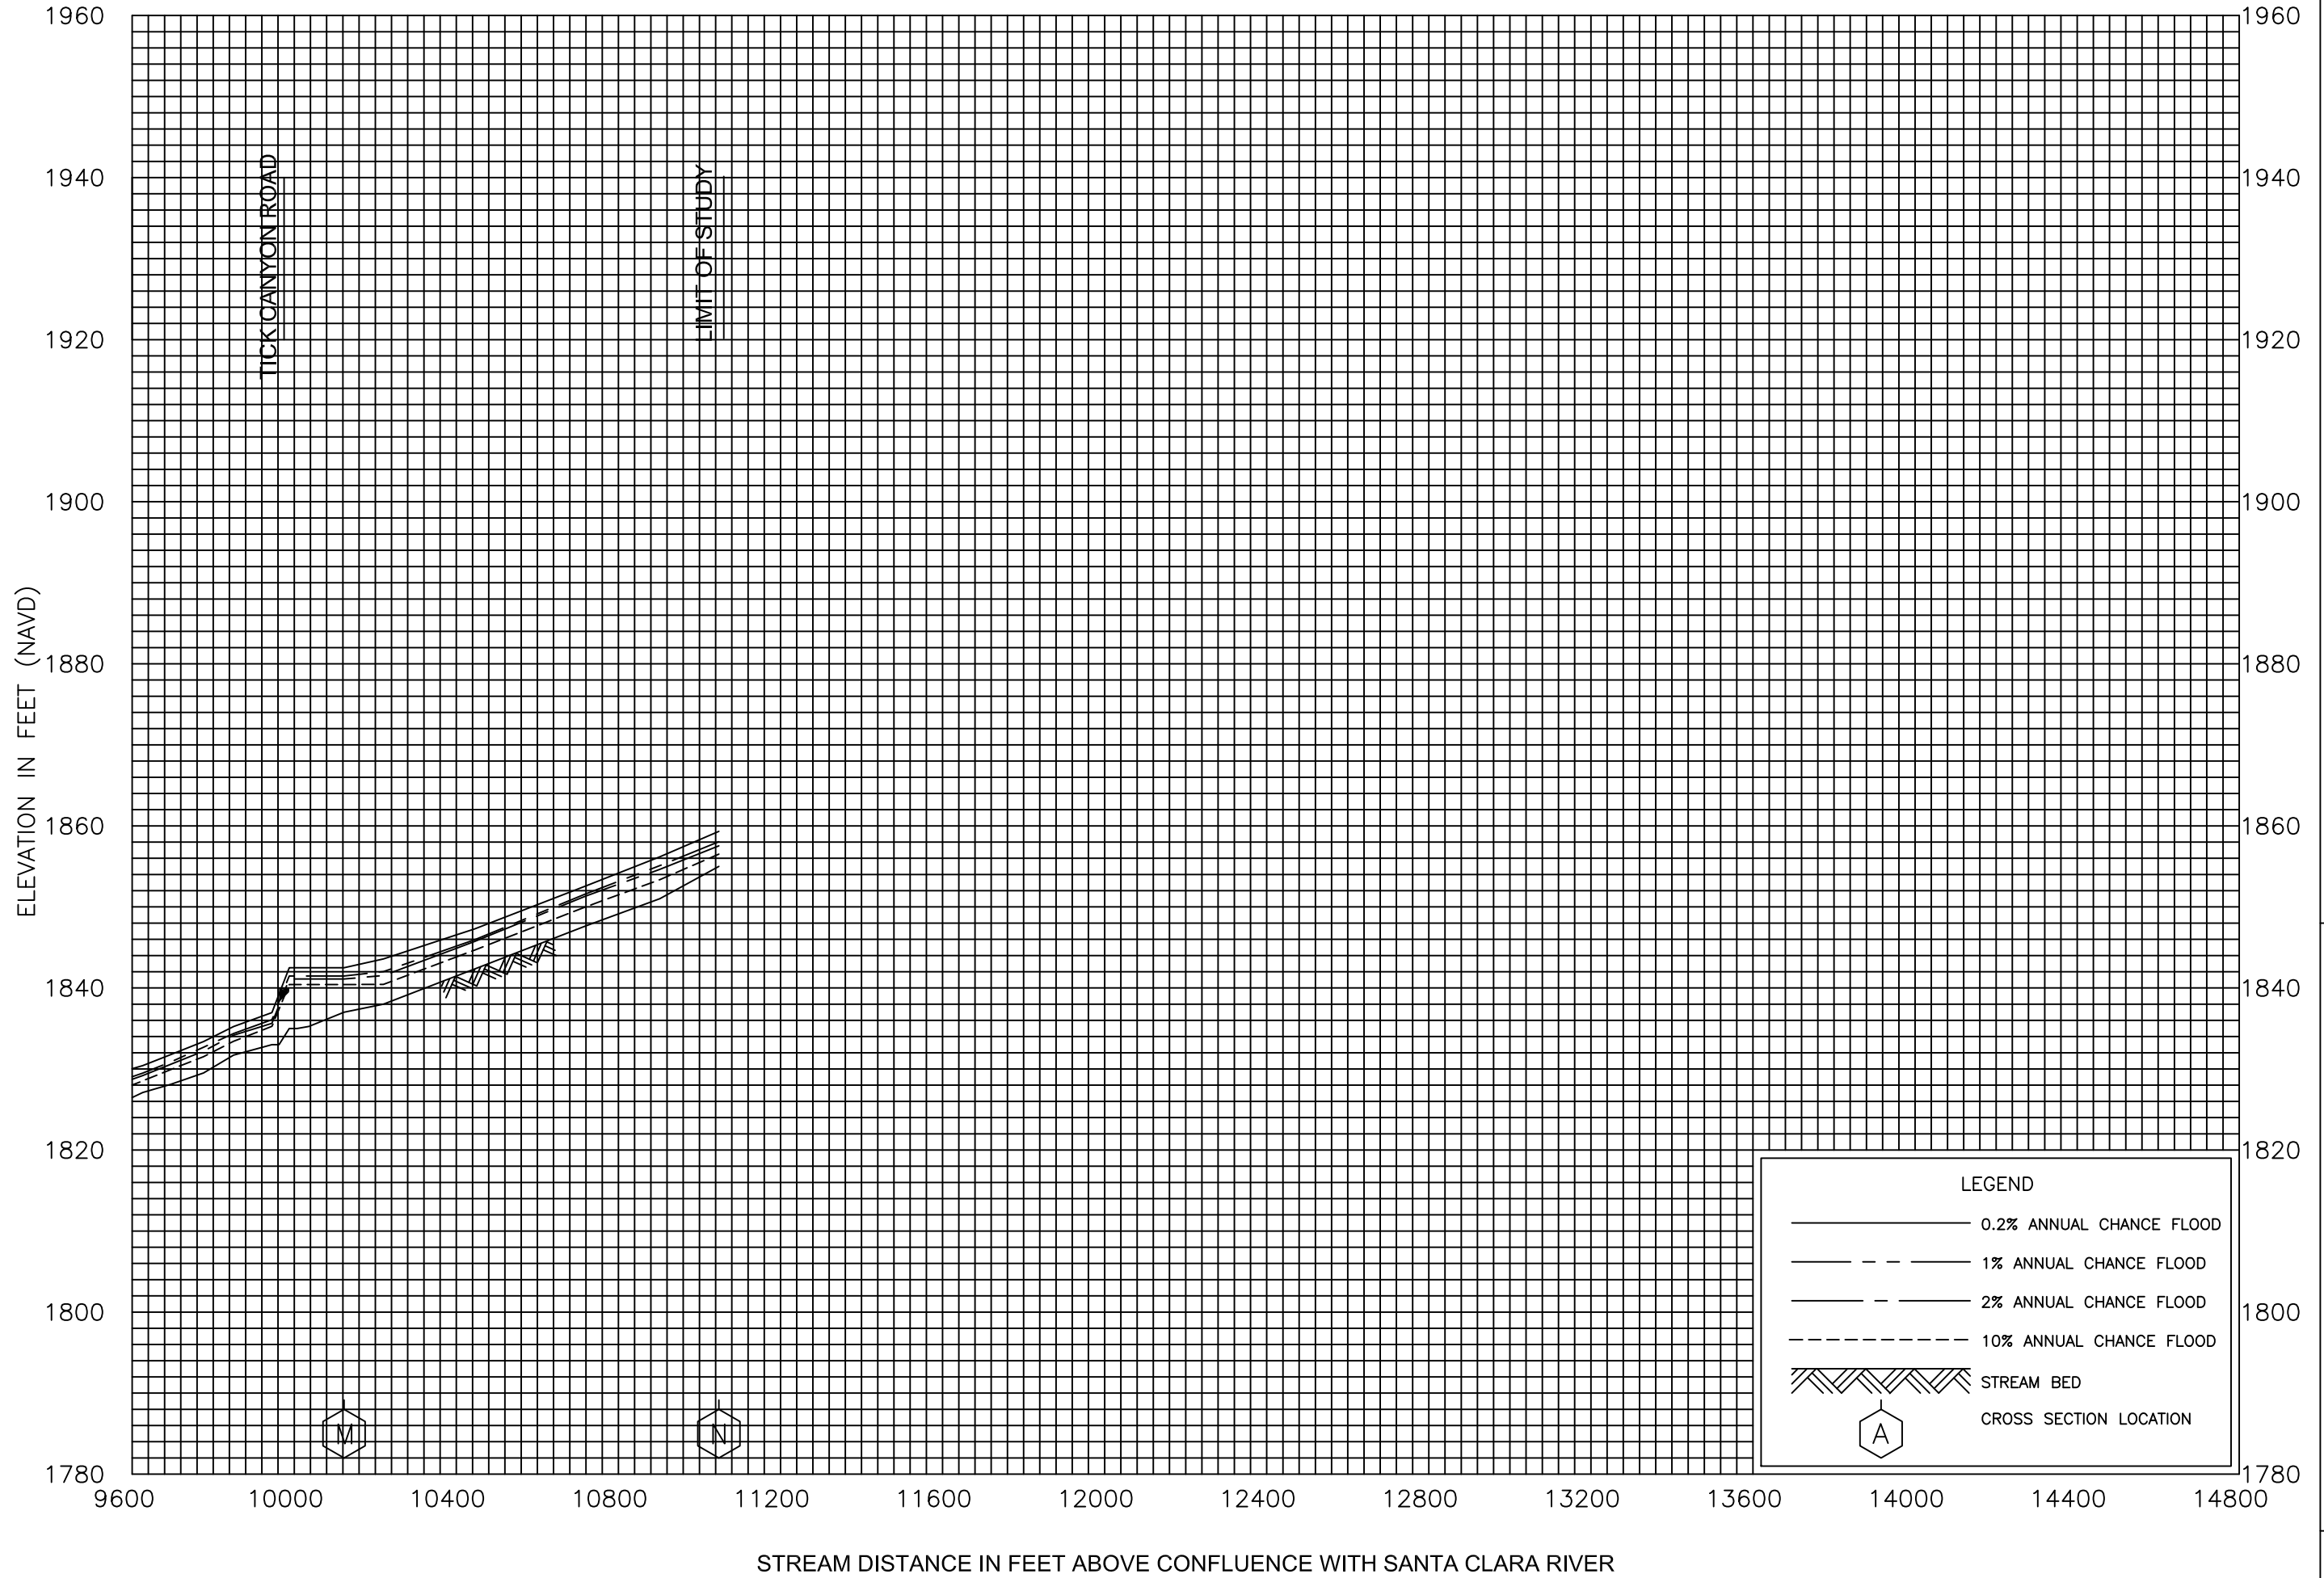 1960
1940
1920
1900
1880
1860
1840
1820
1800
1780
ELEVATION IN FEET (NAVD)
TICK CANYON ROAD
LIMIT OF STUDY
1960
1940
1920
1900
1880
1860
1840
1820
1800
1780
M
N
LEGEND
0.2% ANNUAL CHANCE FLOOD
1% ANNUAL CHANCE FLOOD
2% ANNUAL CHANCE FLOOD
10% ANNUAL CHANCE FLOOD
STREAM BED
A CROSS SECTION LOCATION
9600 10000 10400 10800 11200 11600 12000 12400 12800 13200 13600 14000 14400 14800
STREAM DISTANCE IN FEET ABOVE CONFLUENCE WITH SANTA CLARA RIVER